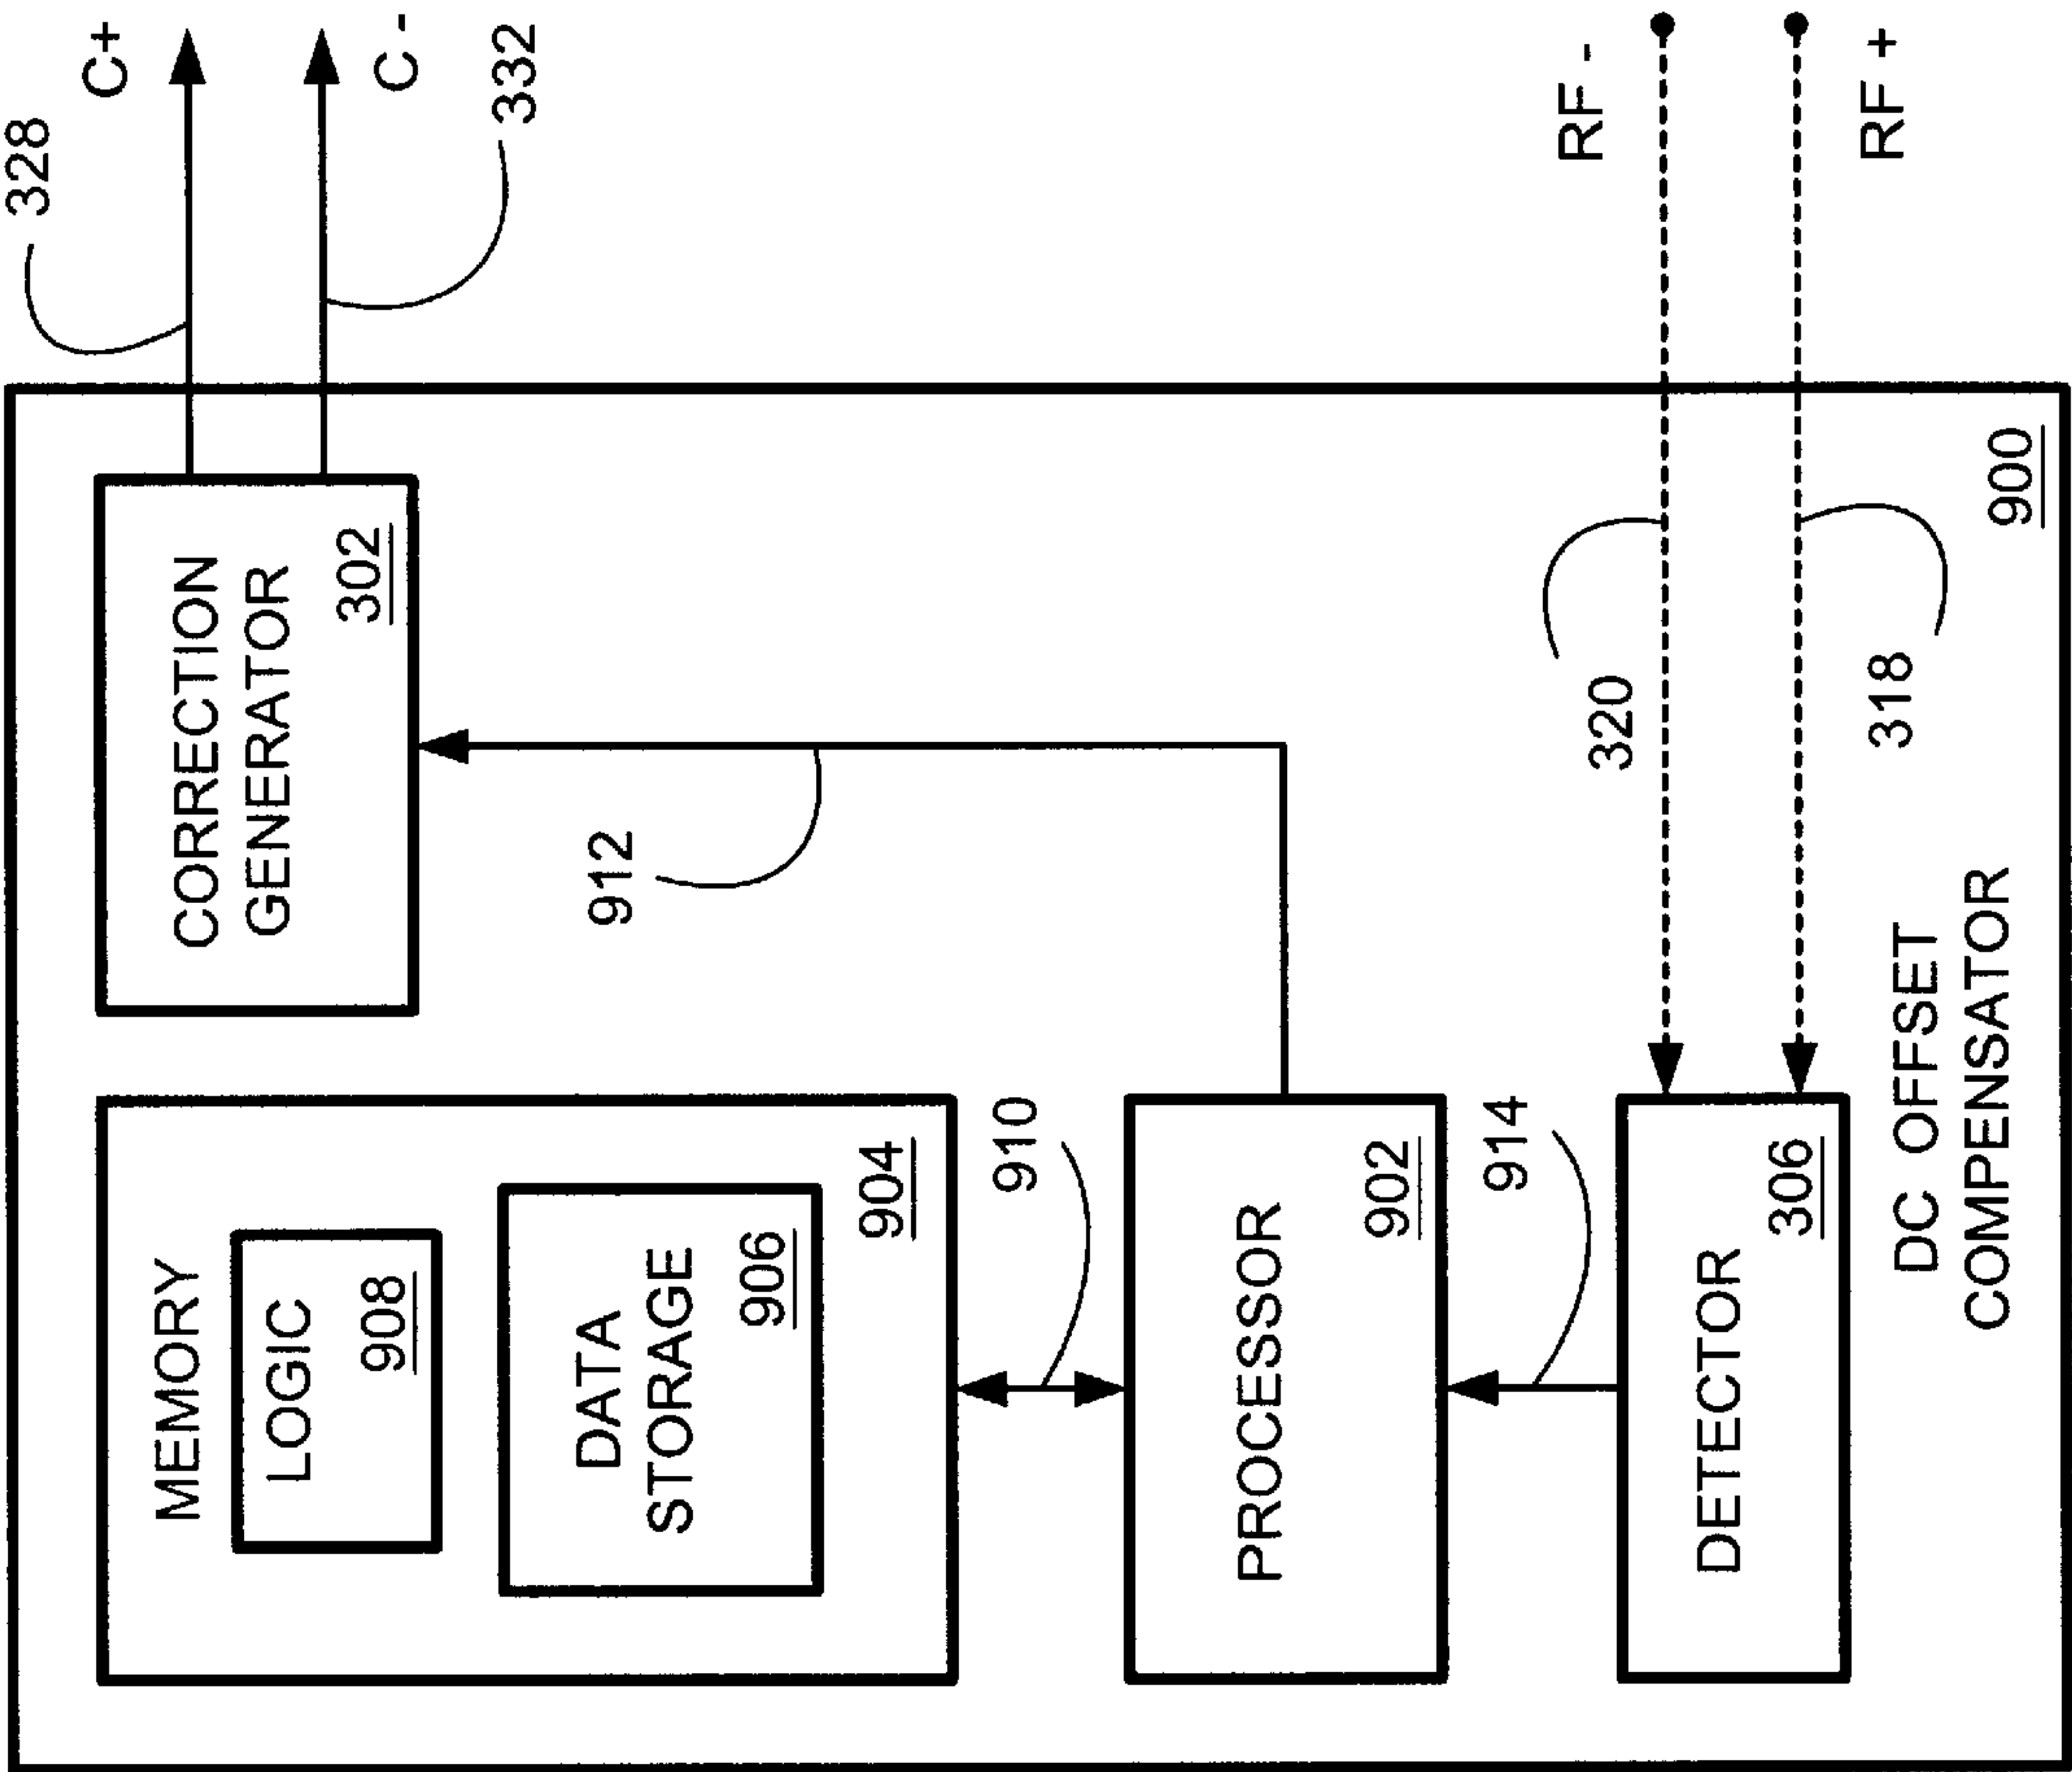 MEMORY
LOGIC
908
DATA
STORAGE
906
904
CORRECTION
GENERATOR
302
328
C+
C -
332
910
912
PROCESSOR
902
914
DETECTOR
306
320
318
RF -
RF +
DC OFFSET
COMPENSATOR
900